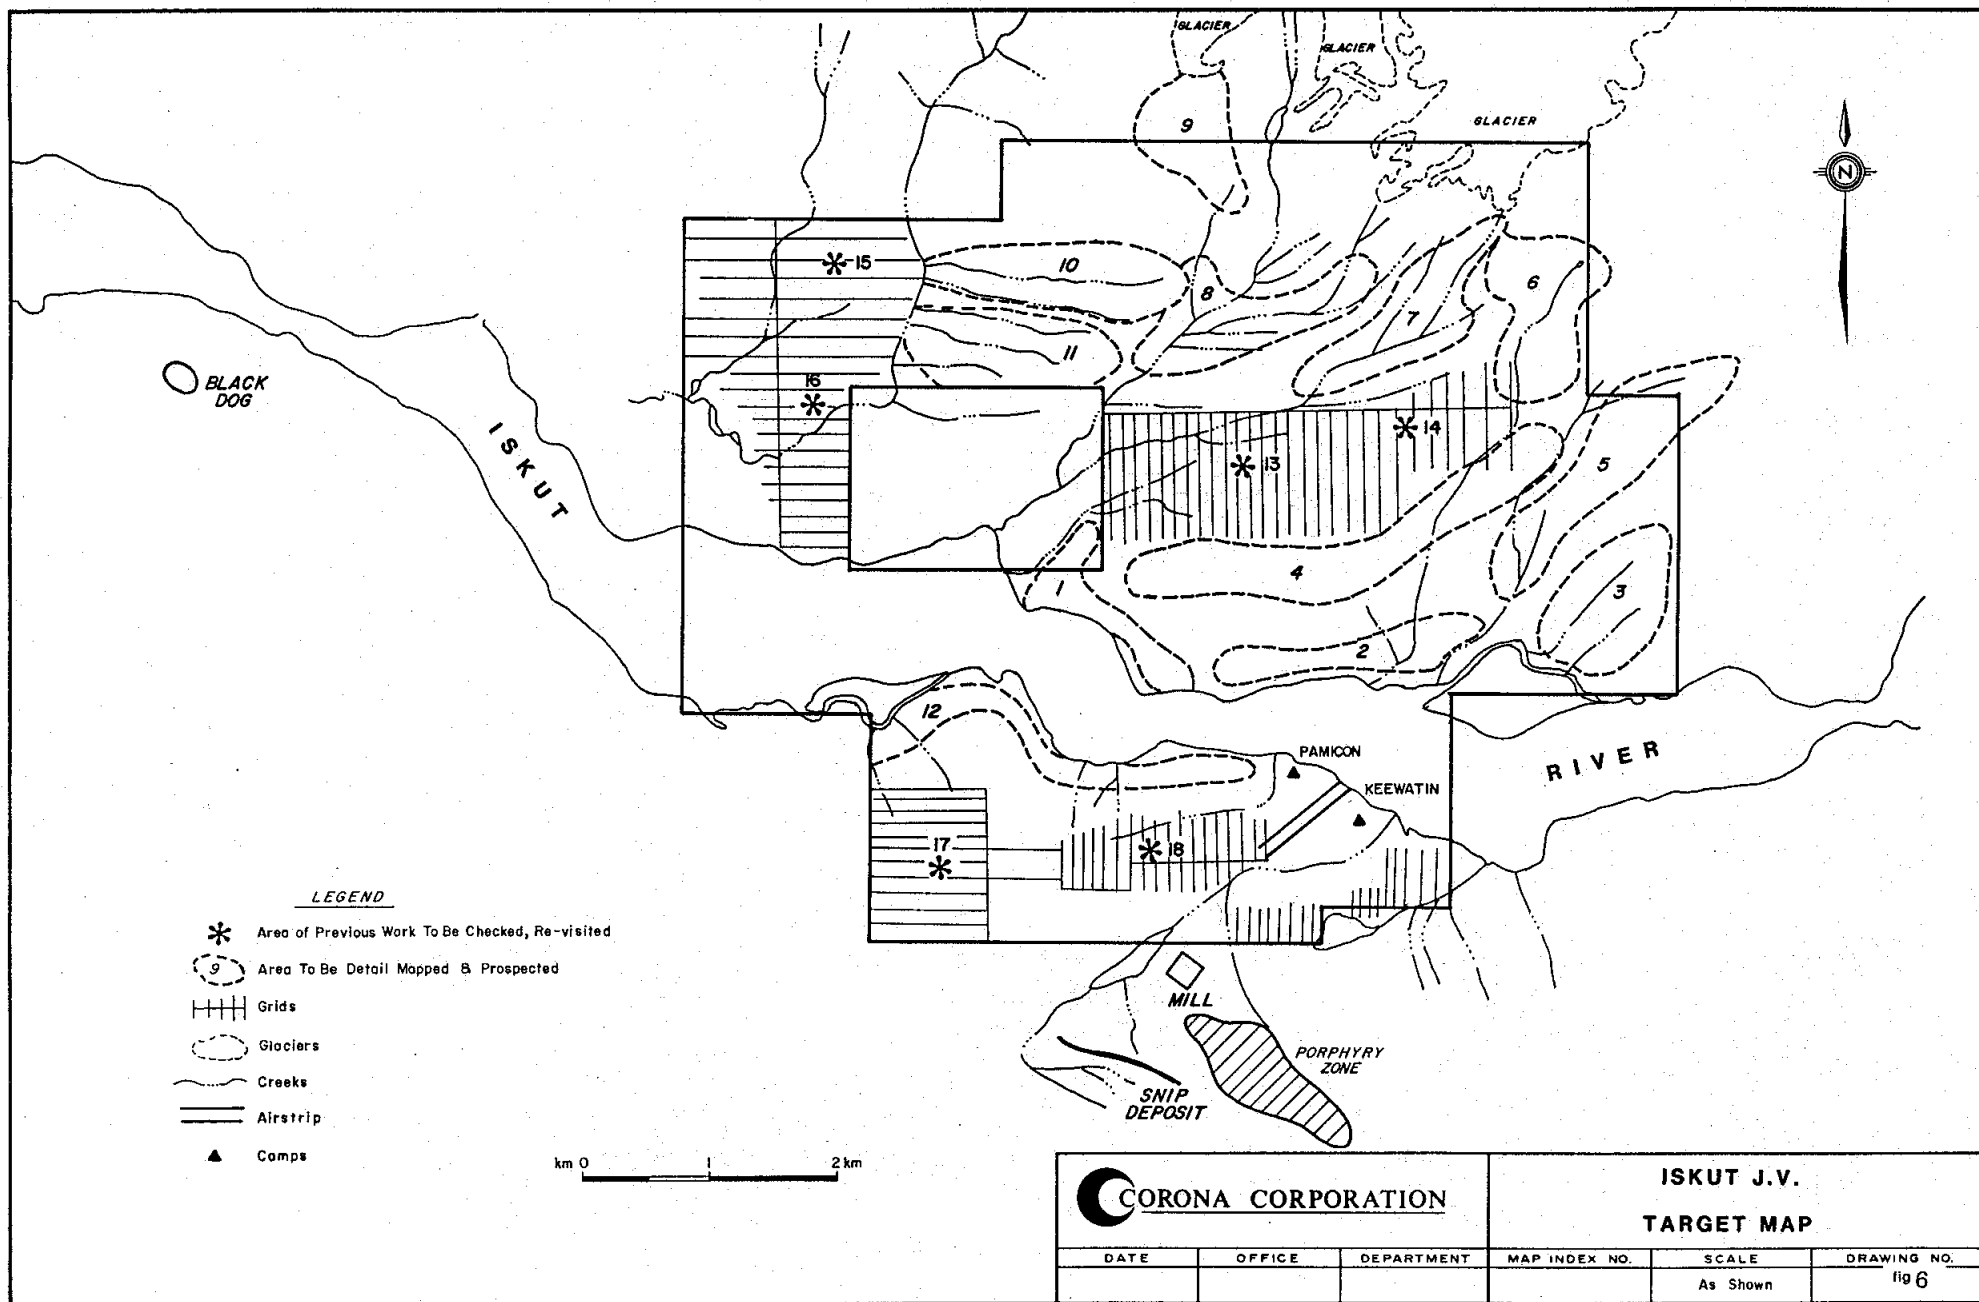 GLACIER
GLACIER
GLACIER
9
N
15
10
8
6
7
11
16
BLACK
DOG
ISKUT
14
13
5
4
1
3
2
12
PAMICON
RIVER
KEEWATIN
17
18
LEGEND
Area of Previous Work To Be Checked, Re-visited
9 Area To Be Detail Mapped & Prospected
Grids
Glaciers
Creeks
Airstrip
Camps
MILL
PORPHYRY
ZONE
SNIP
DEPOSIT
km 0 1 2 km
CORONA CORPORATION
ISKUT J.V.
TARGET MAP
DATE OFFICE DEPARTMENT MAP INDEX NO. SCALE DRAWING NO.
As Shown fig 6